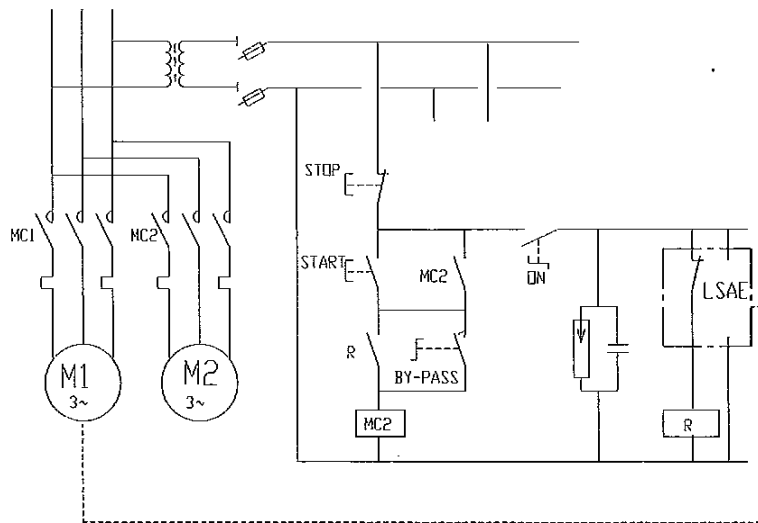 STOP
MC1
MC2
START
MC2
ON
LSAE
R
BY-PASS
M1
3~
M2
3~
MC2
R